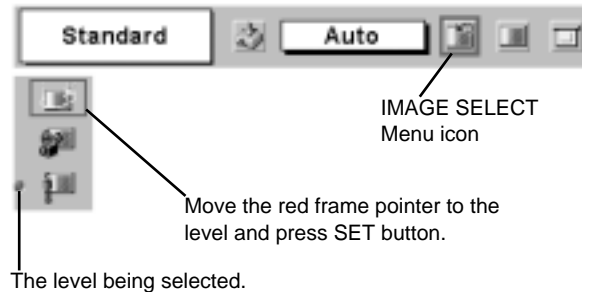 Standard
Auto
IMAGE SELECT
Menu icon
Move the red frame pointer to the
level and press SET button.
The level being selected.